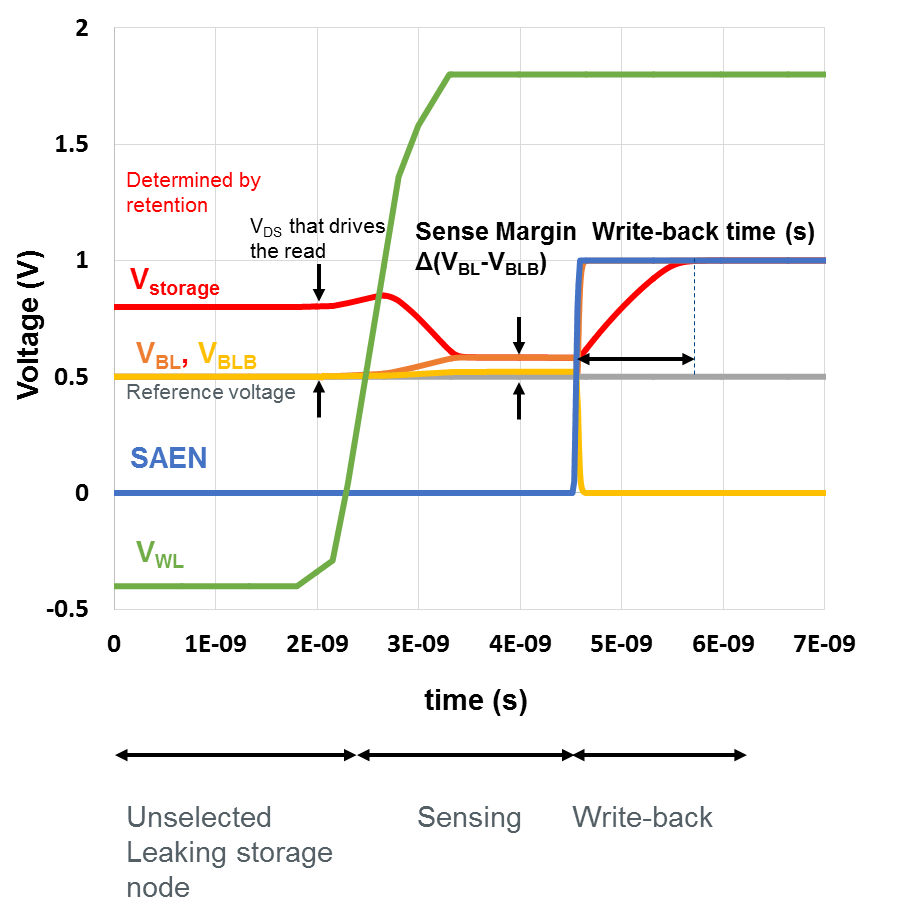 2
1.5
1
0.5
0
-0.5
Voltage (V)
Determined by
retention
V_DS that drives
the read
Sense Margin
Δ(V_BL-V_BLB)
Write-back time (s)
V_storage
V_BL, V_BLB
Reference voltage
SAEN
V_WL
0 1E-09 2E-09 3E-09 4E-09 5E-09 6E-09 7E-09
time (s)
Unselected
Leaking storage
node
Sensing
Write-back